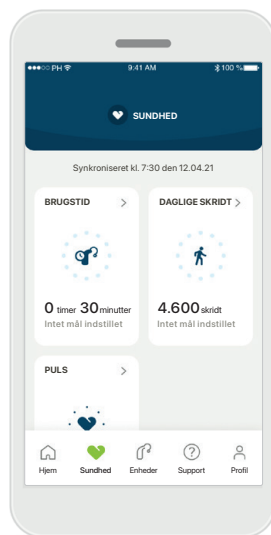 PH 9:41 AM 100 %
SUNDHED
Synkroniseret kl. 7:30 den 12.04.21
BRUGSTID > DAGLIGE SKRIDT >
0 timer 30 minutter 4.600 skridt
Intet mål indstillet Intet mål indstillet
PULS >
Hjem Sundhed Enheder Support Profil